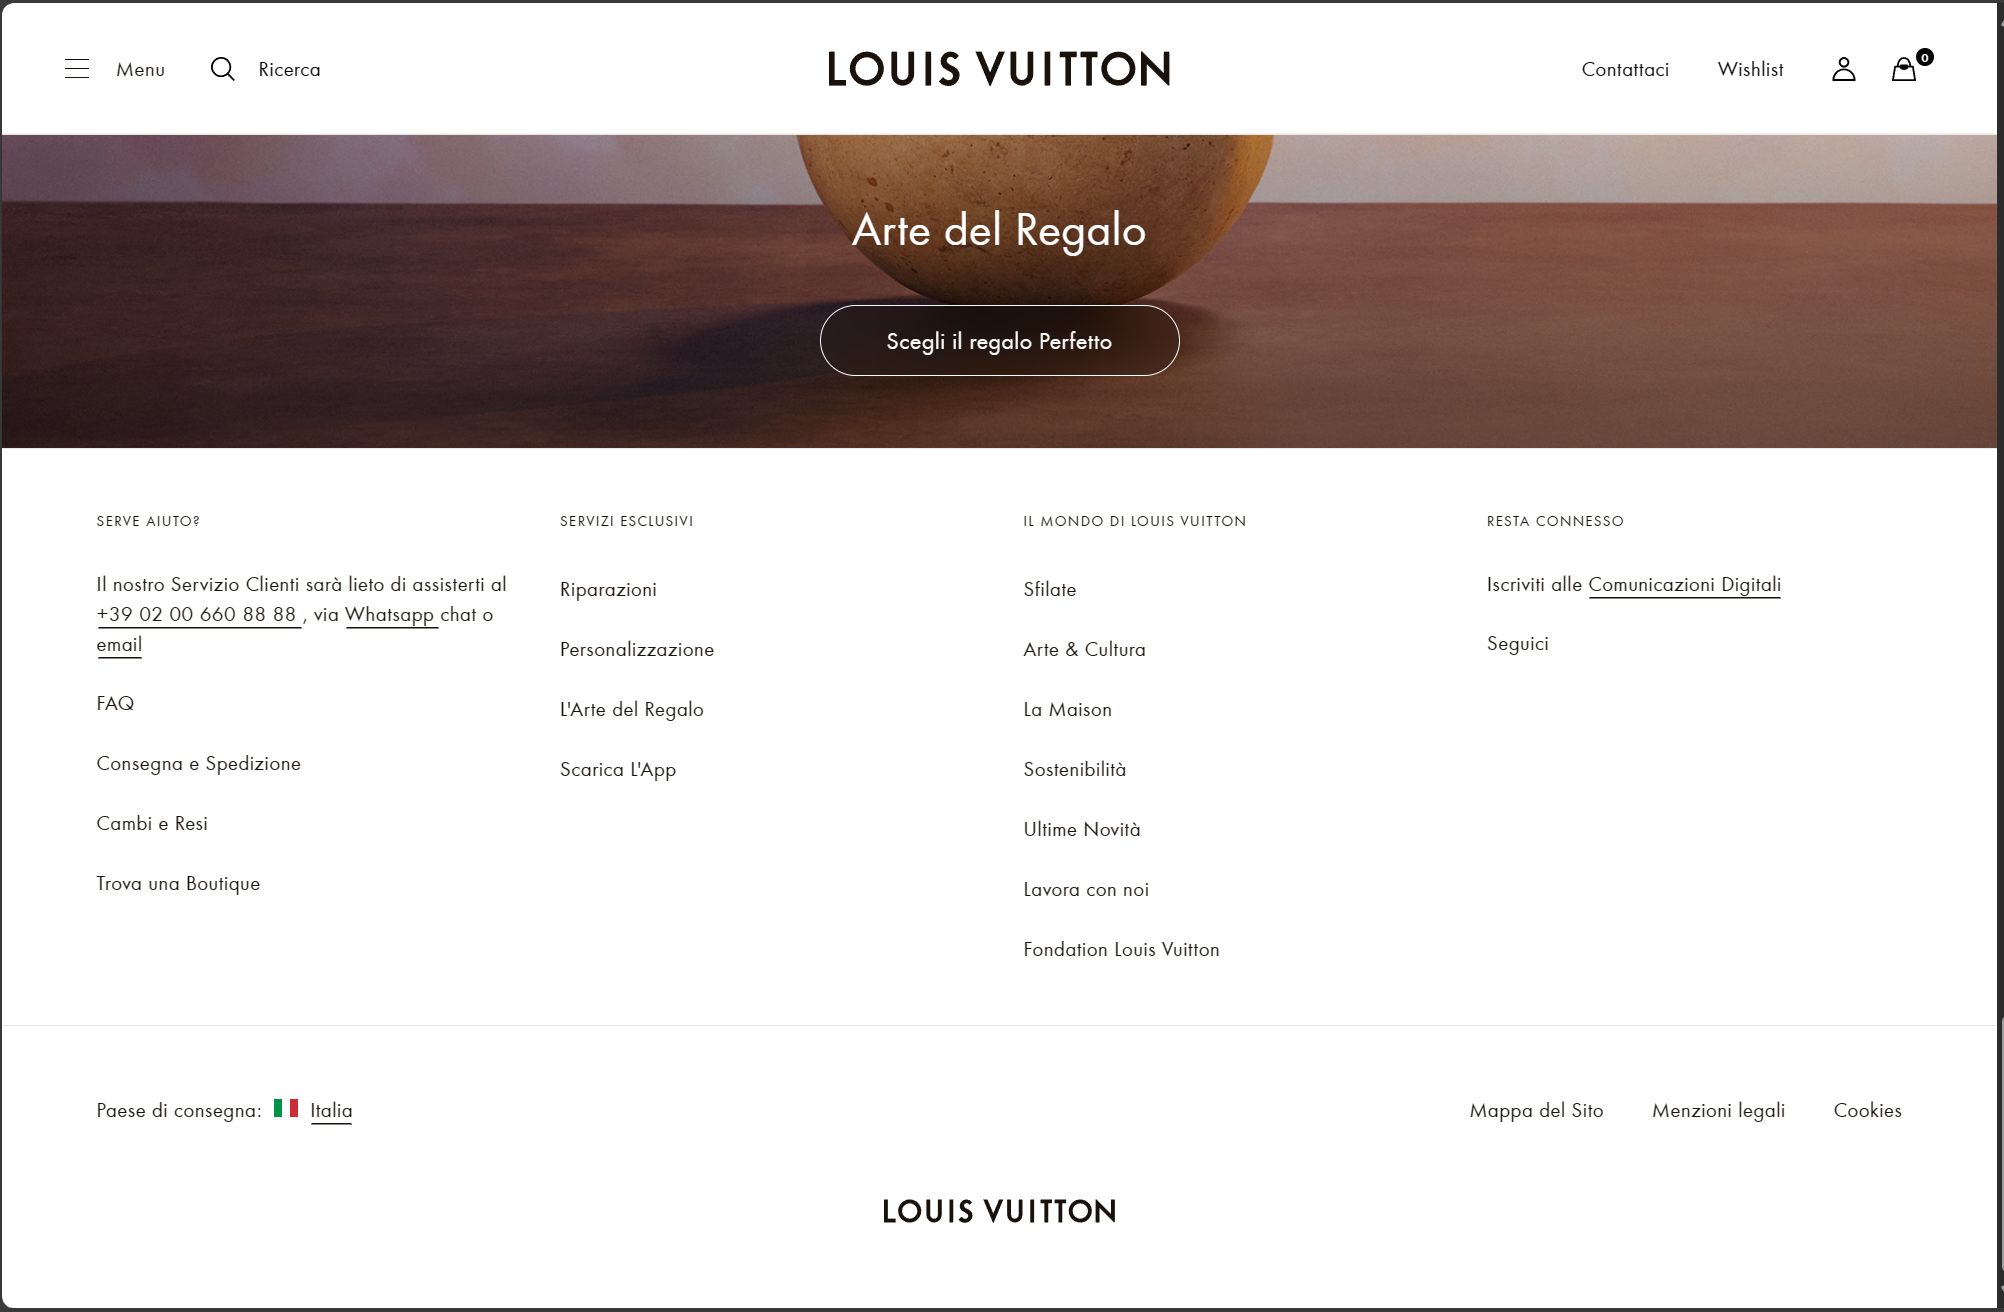 Menu
Ricerca
LOUIS VUITTON
Contattaci
Wishlist
0
Arte del Regalo
Scegli il regalo Perfetto
SERVE AIUTO?
Il nostro Servizio Clienti sarà lieto di assisterti al
+39 02 00 660 88 88 , via Whatsapp chat o
email
FAQ
Consegna e Spedizione
Cambi e Resi
Trova una Boutique
SERVIZI ESCLUSIVI
Riparazioni
Personalizzazione
L'Arte del Regalo
Scarica L'App
IL MONDO DI LOUIS VUITTON
Sfilate
Arte & Cultura
La Maison
Sostenibilità
Ultime Novità
Lavora con noi
Fondation Louis Vuitton
RESTA CONNESSO
Iscriviti alle Comunicazioni Digitali
Seguici
Paese di consegna: Italia
Mappa del Sito
Menzioni legali
Cookies
LOUIS VUITTON